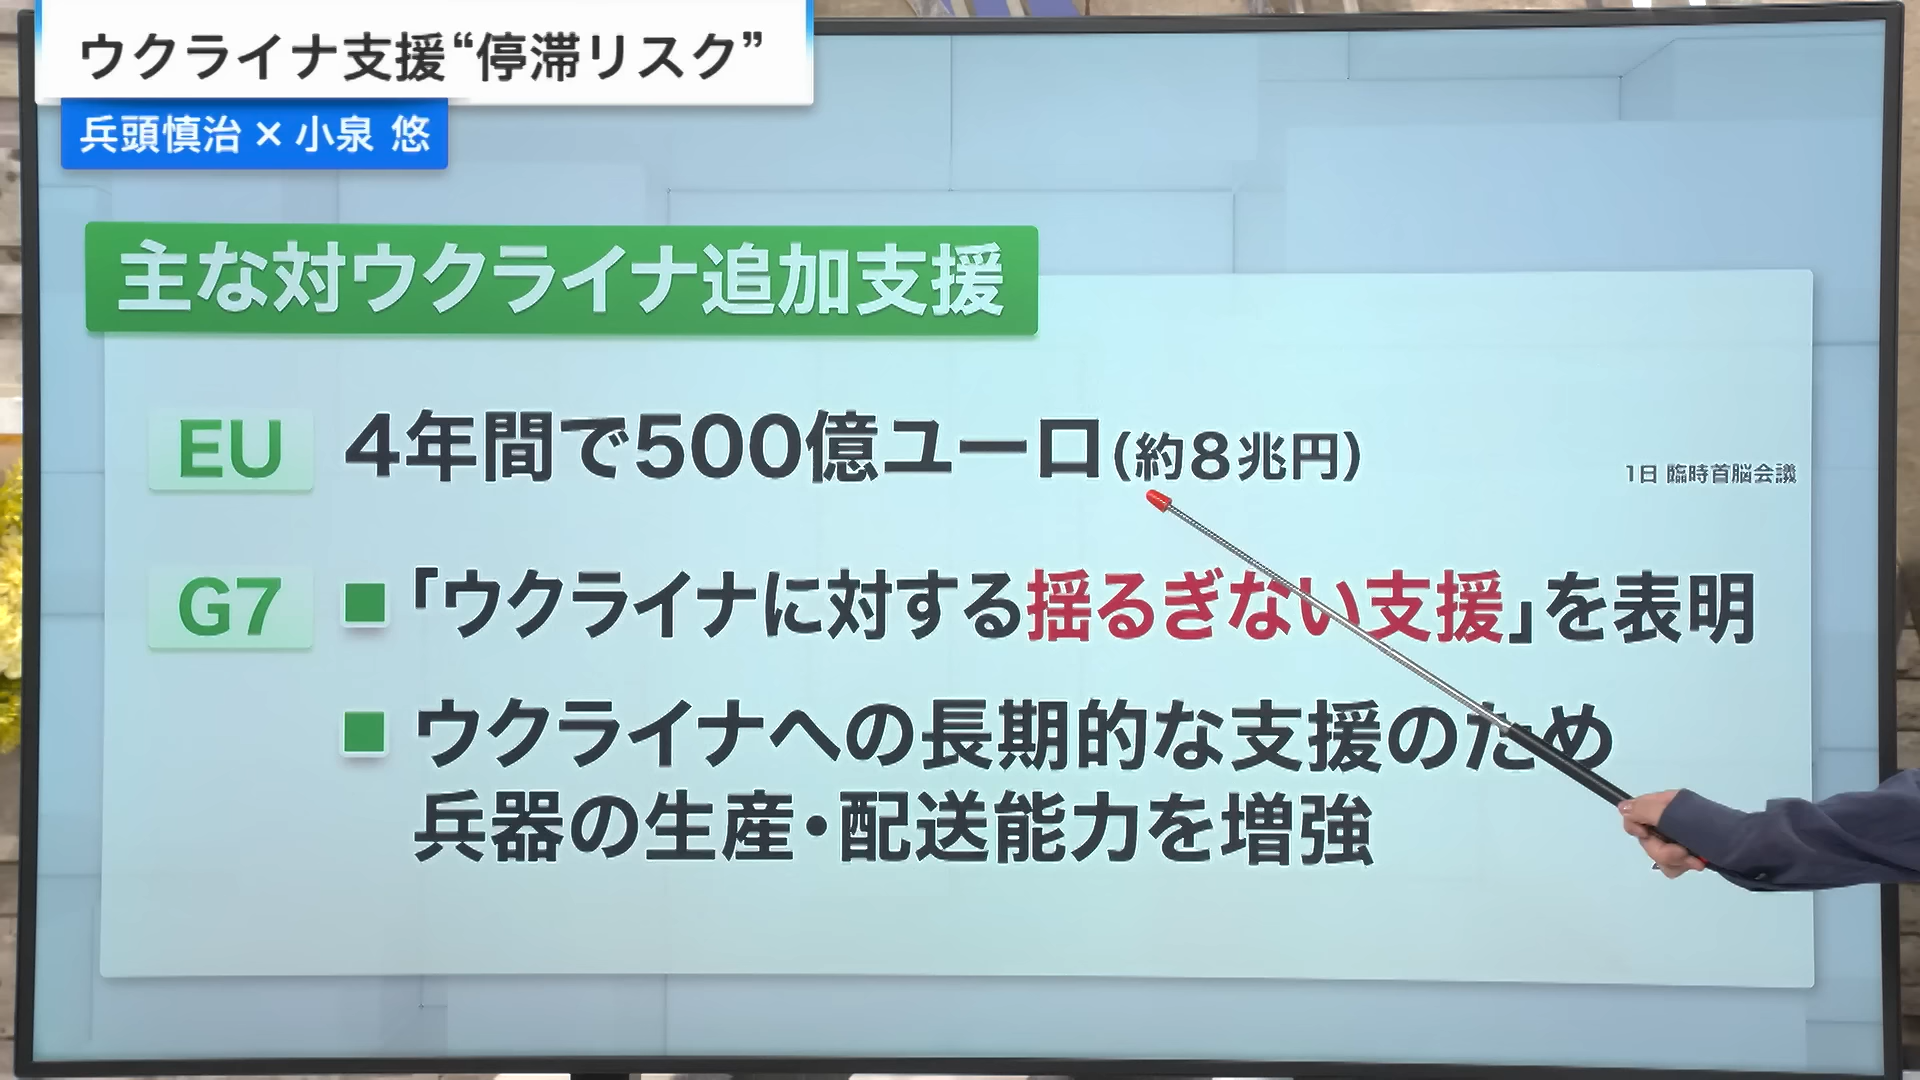 ウクライナ支援“停滞リスク”
兵頭慎治×小泉 悠
主な対ウクライナ追加支援
EU 4年間で500億ユーロ(約8兆円)
1日 臨時首脳会議
G7 ■「ウクライナに対する揺るぎない支援」を表明
■ウクライナへの長期的な支援のため
兵器の生産・配送能力を増強